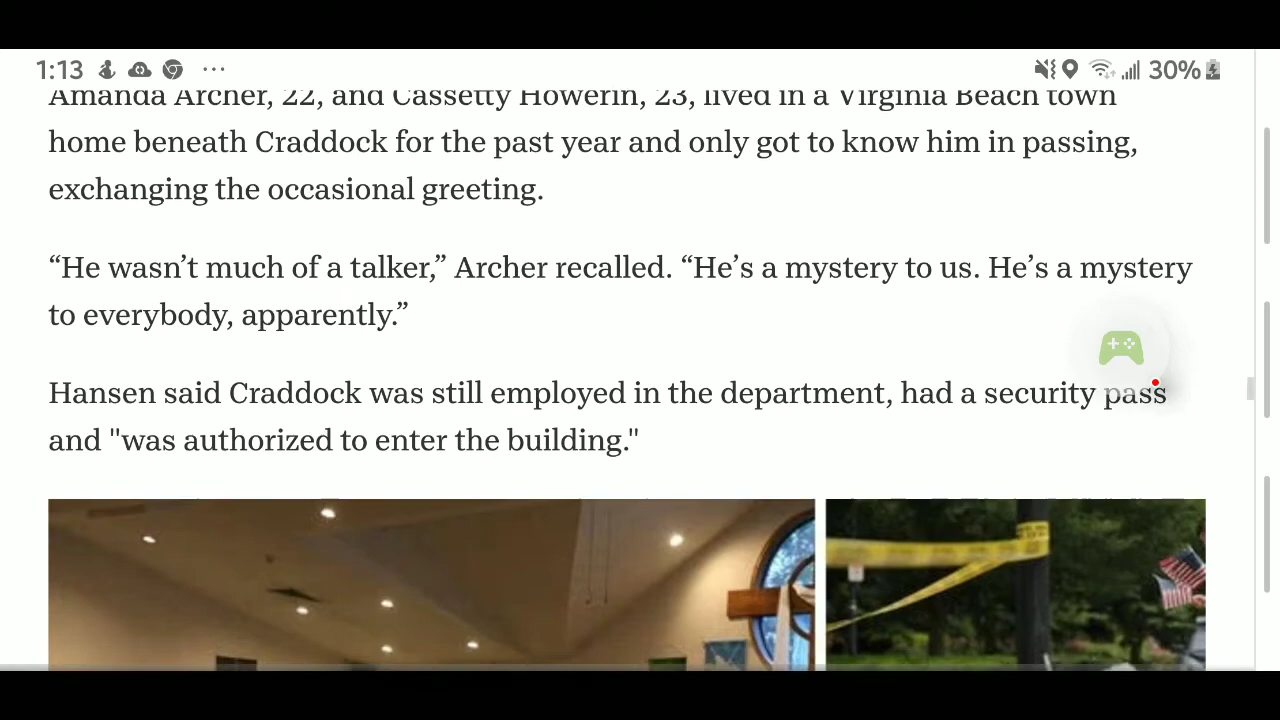 1:13 ... 30%
Amanda Archer, 22, and Cassetty Howerin, 23, lived in a Virginia Beach town
home beneath Craddock for the past year and only got to know him in passing,
exchanging the occasional greeting.
“He wasn’t much of a talker,” Archer recalled. “He’s a mystery to us. He’s a mystery
to everybody, apparently.”
Hansen said Craddock was still employed in the department, had a security pass
and "was authorized to enter the building."